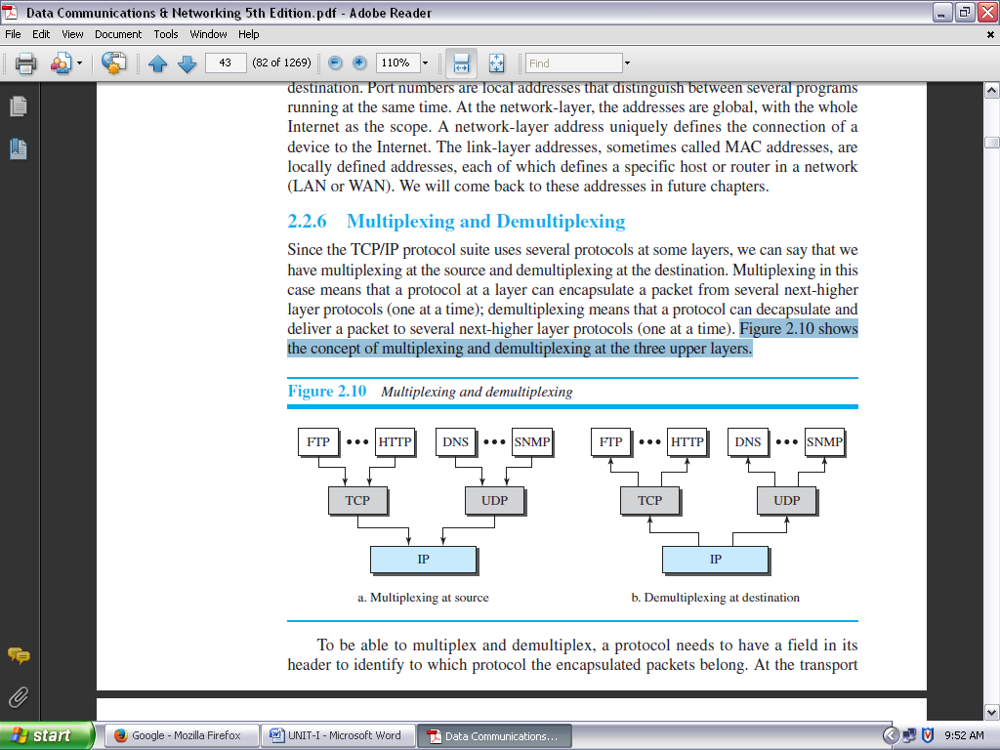 Data Communications & Networking 5th Edition.pdf - Adobe Reader
File Edit View Document Tools Window Help
43 (82 of 1269) 110% Find
destination. Port numbers are local addresses that distinguish between several programs
running at the same time. At the network-layer, the addresses are global, with the whole
Internet as the scope. A network-layer address uniquely defines the connection of a
device to the Internet. The link-layer addresses, sometimes called MAC addresses, are
locally defined addresses, each of which defines a specific host or router in a network
(LAN or WAN). We will come back to these addresses in future chapters.
2.2.6 Multiplexing and Demultiplexing
Since the TCP/IP protocol suite uses several protocols at some layers, we can say that we
have multiplexing at the source and demultiplexing at the destination. Multiplexing in this
case means that a protocol at a layer can encapsulate a packet from several next-higher
layer protocols (one at a time); demultiplexing means that a protocol can decapsulate and
deliver a packet to several next-higher layer protocols (one at a time). Figure 2.10 shows
the concept of multiplexing and demultiplexing at the three upper layers.
Figure 2.10 Multiplexing and demultiplexing
FTP ••• HTTP DNS ••• SNMP FTP ••• HTTP DNS ••• SNMP
TCP UDP TCP UDP
IP IP
a. Multiplexing at source b. Demultiplexing at destination
To be able to multiplex and demultiplex, a protocol needs to have a field in its
header to identify to which protocol the encapsulated packets belong. At the transport
start Google - Mozilla Firefox UNIT-I - Microsoft Word Data Communications... 9:52 AM